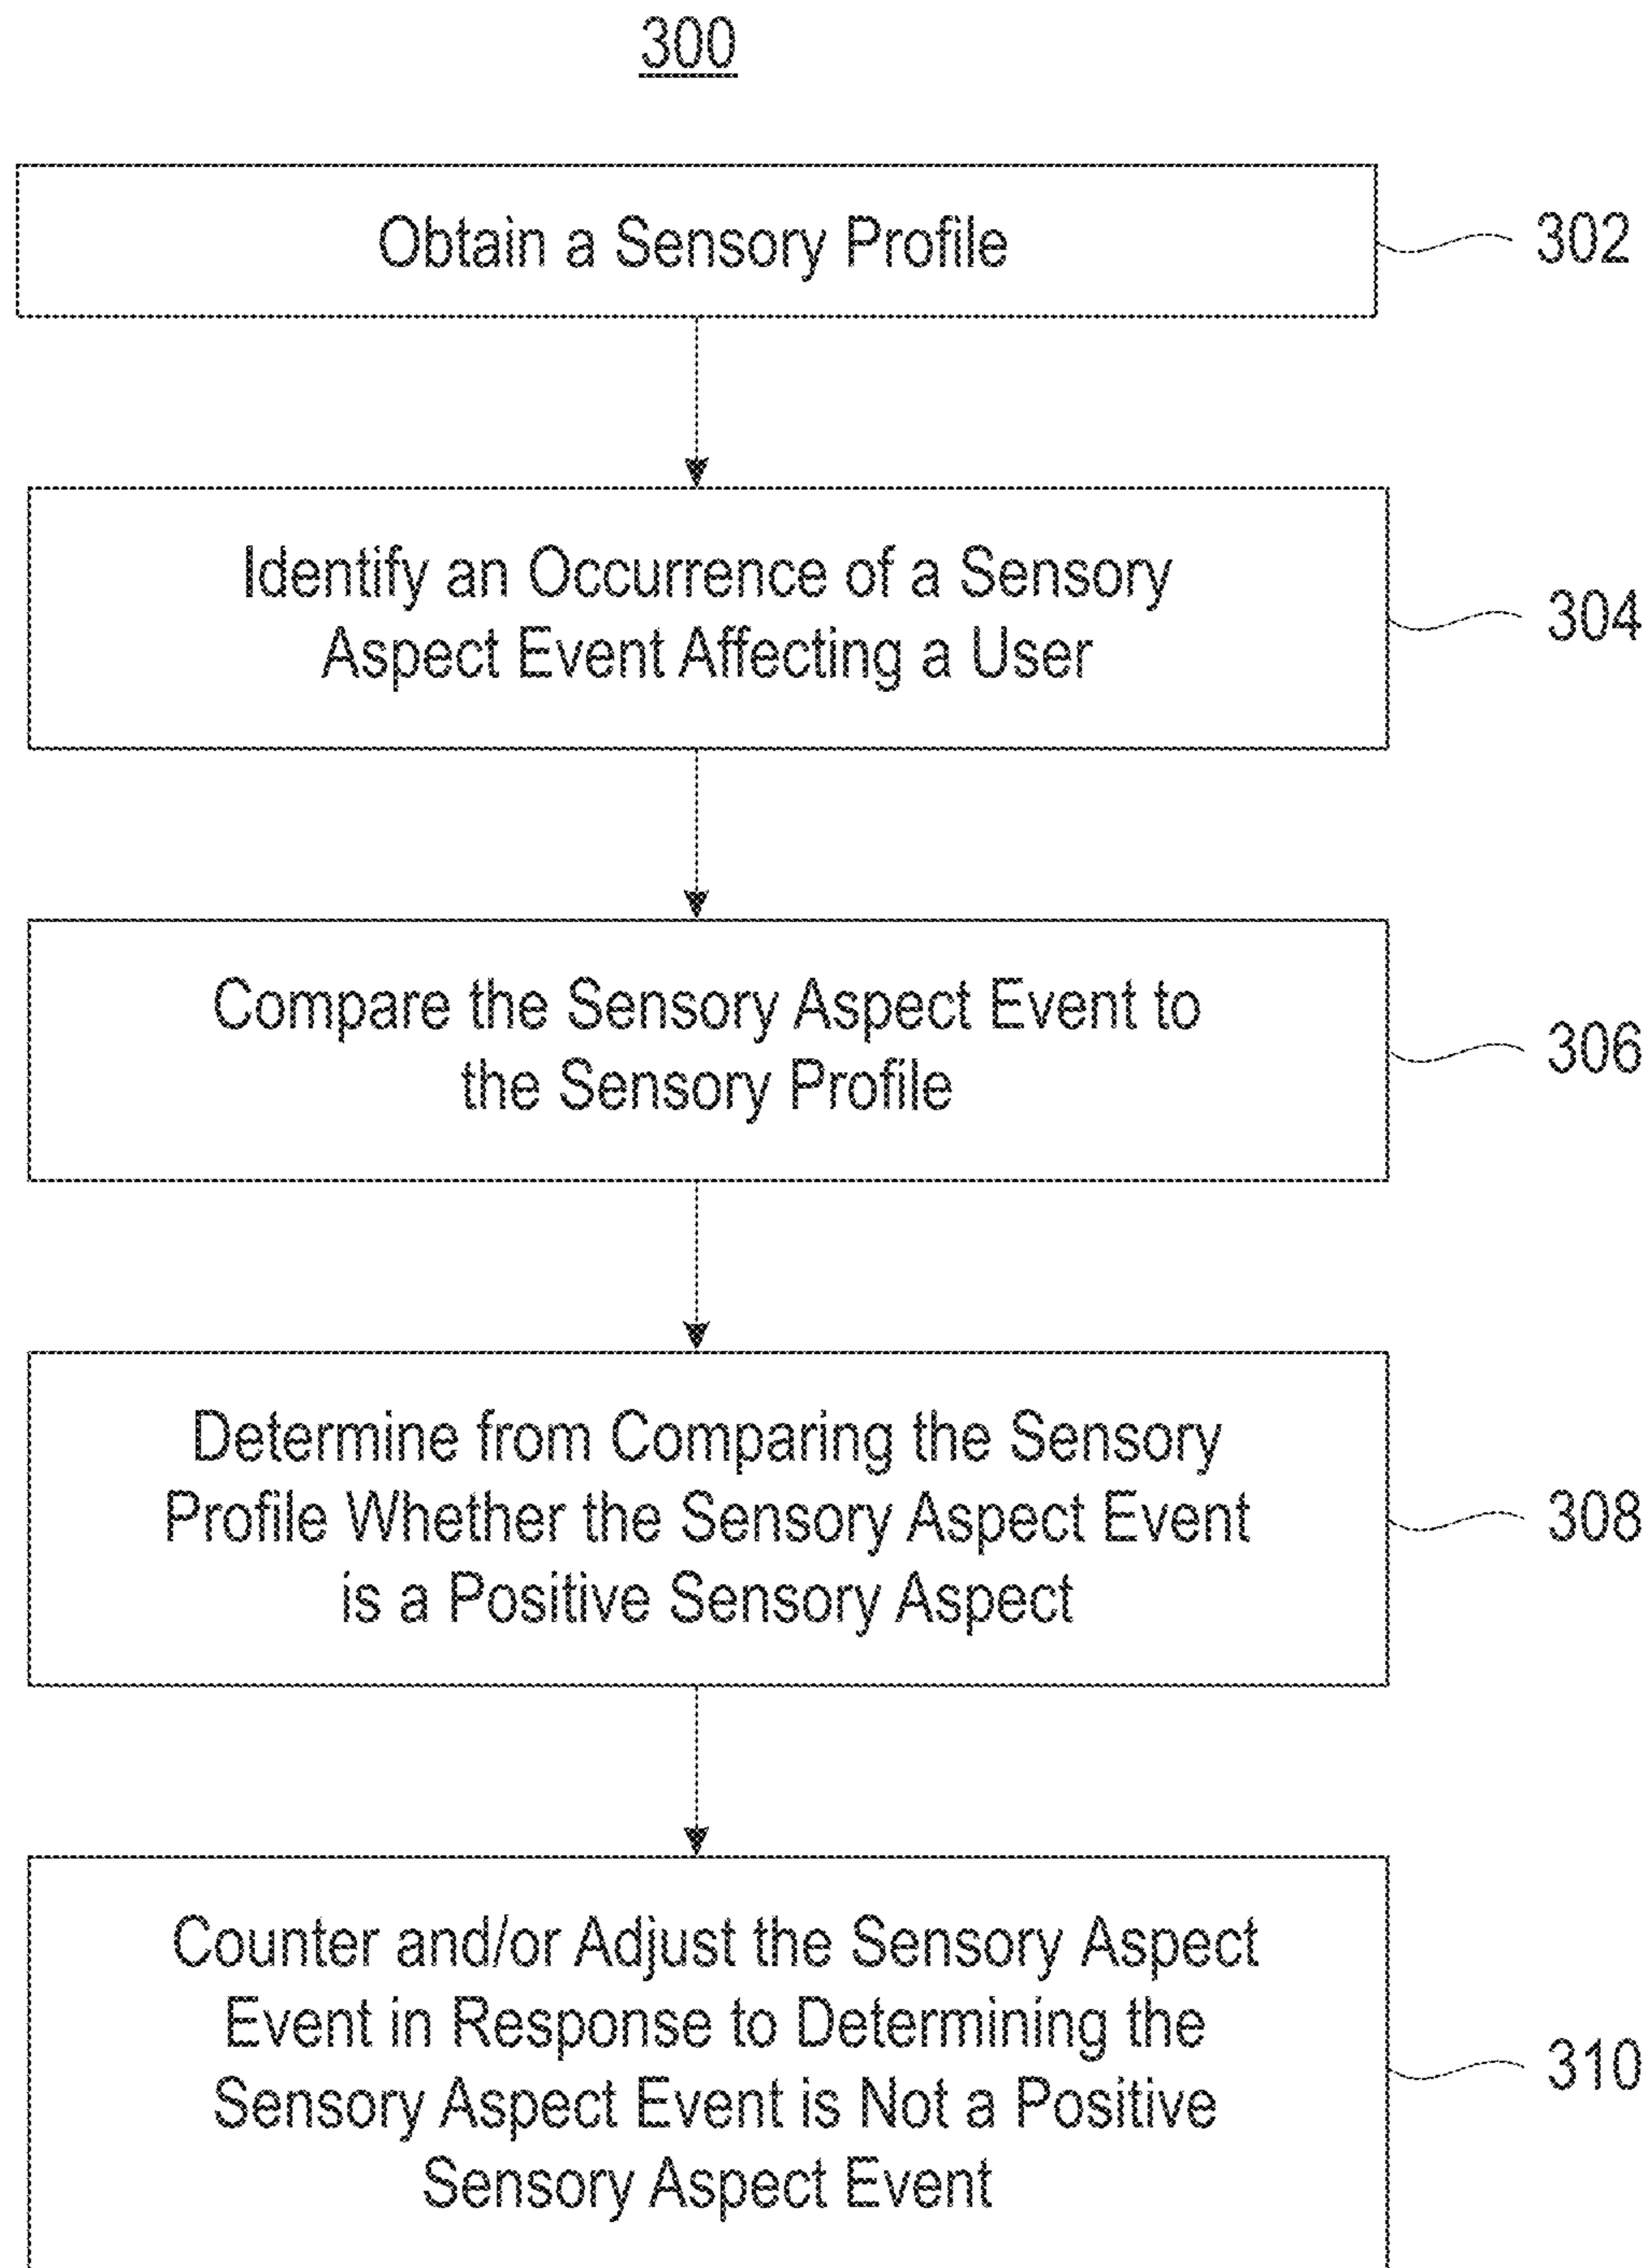 300
Obtain a Sensory Profile
302
Identify an Occurrence of a Sensory
Aspect Event Affecting a User
304
Compare the Sensory Aspect Event to
the Sensory Profile
306
Determine from Comparing the Sensory
Profile Whether the Sensory Aspect Event
is a Positive Sensory Aspect
308
Counter and/or Adjust the Sensory Aspect
Event in Response to Determining the
Sensory Aspect Event is Not a Positive
Sensory Aspect Event
310